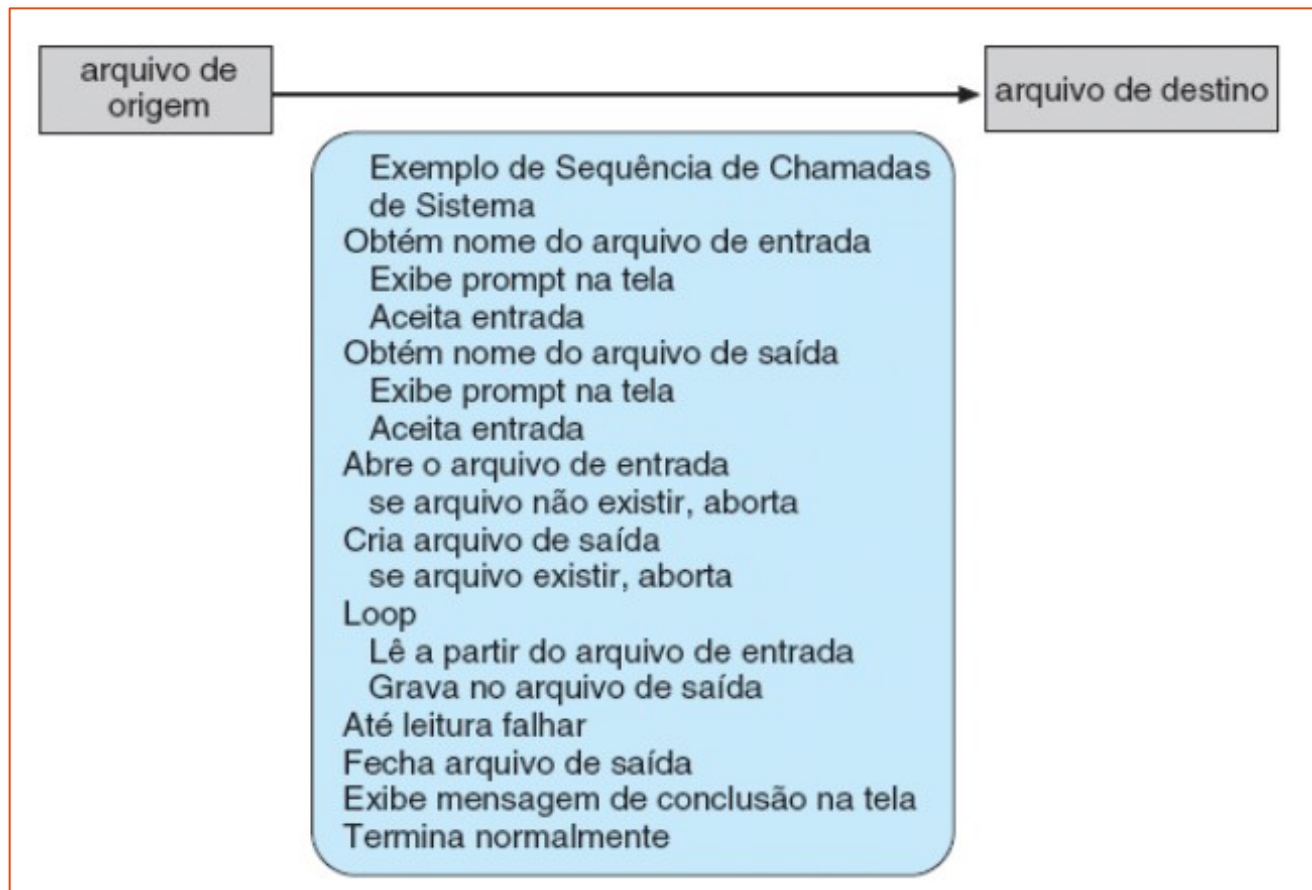 arquivo de
origem
arquivo de destino
Exemplo de Sequência de Chamadas
de Sistema
Obtém nome do arquivo de entrada
Exibe prompt na tela
Aceita entrada
Obtém nome do arquivo de saída
Exibe prompt na tela
Aceita entrada
Abre o arquivo de entrada
se arquivo não existir, aborta
Cria arquivo de saída
se arquivo existir, aborta
Loop
Lê a partir do arquivo de entrada
Grava no arquivo de saída
Até leitura falhar
Fecha arquivo de saída
Exibe mensagem de conclusão na tela
Termina normalmente